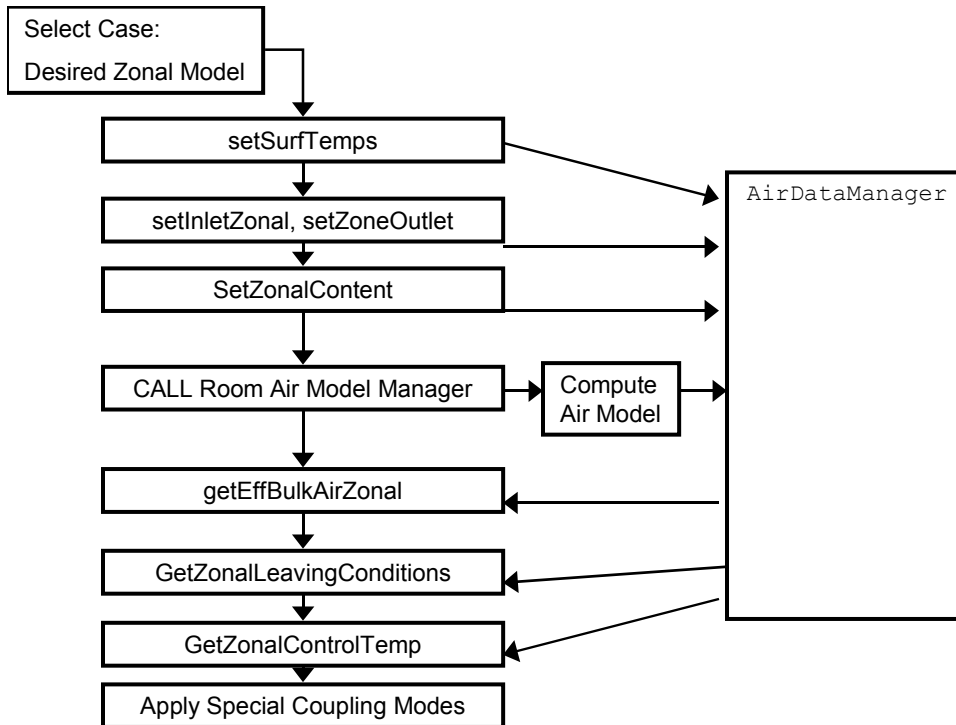 Select Case:
Desired Zonal Model
setSurfTemps
AirDataManager
setInletZonal, setZoneOutlet
SetZonalContent
CALL Room Air Model Manager
Compute
Air Model
getEffBulkAirZonal
GetZonalLeavingConditions
GetZonalControlTemp
Apply Special Coupling Modes